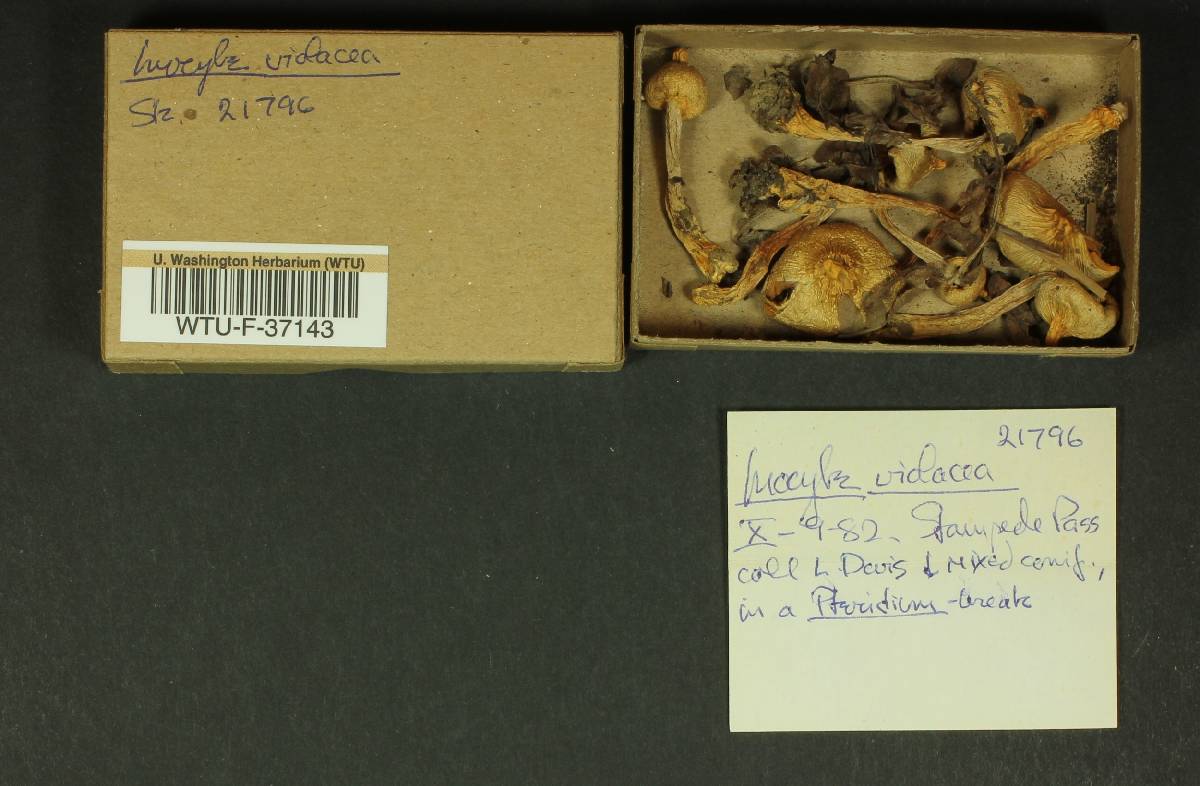 Inocybe violacea
Stz. 21796
U. Washington Herbarium (WTU)
WTU-F-37143
21796
Inocybe violacea
X-9-82. Stampede Pass
coll L. Davis Mixed conif.,
in a Pteridium-break